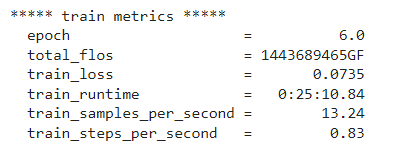 ***** train metrics *****
epoch = 6.0
total_flos = 1443689465GF
train_loss = 0.0735
train_runtime = 0:25:10.84
train_samples_per_second = 13.24
train_steps_per_second = 0.83